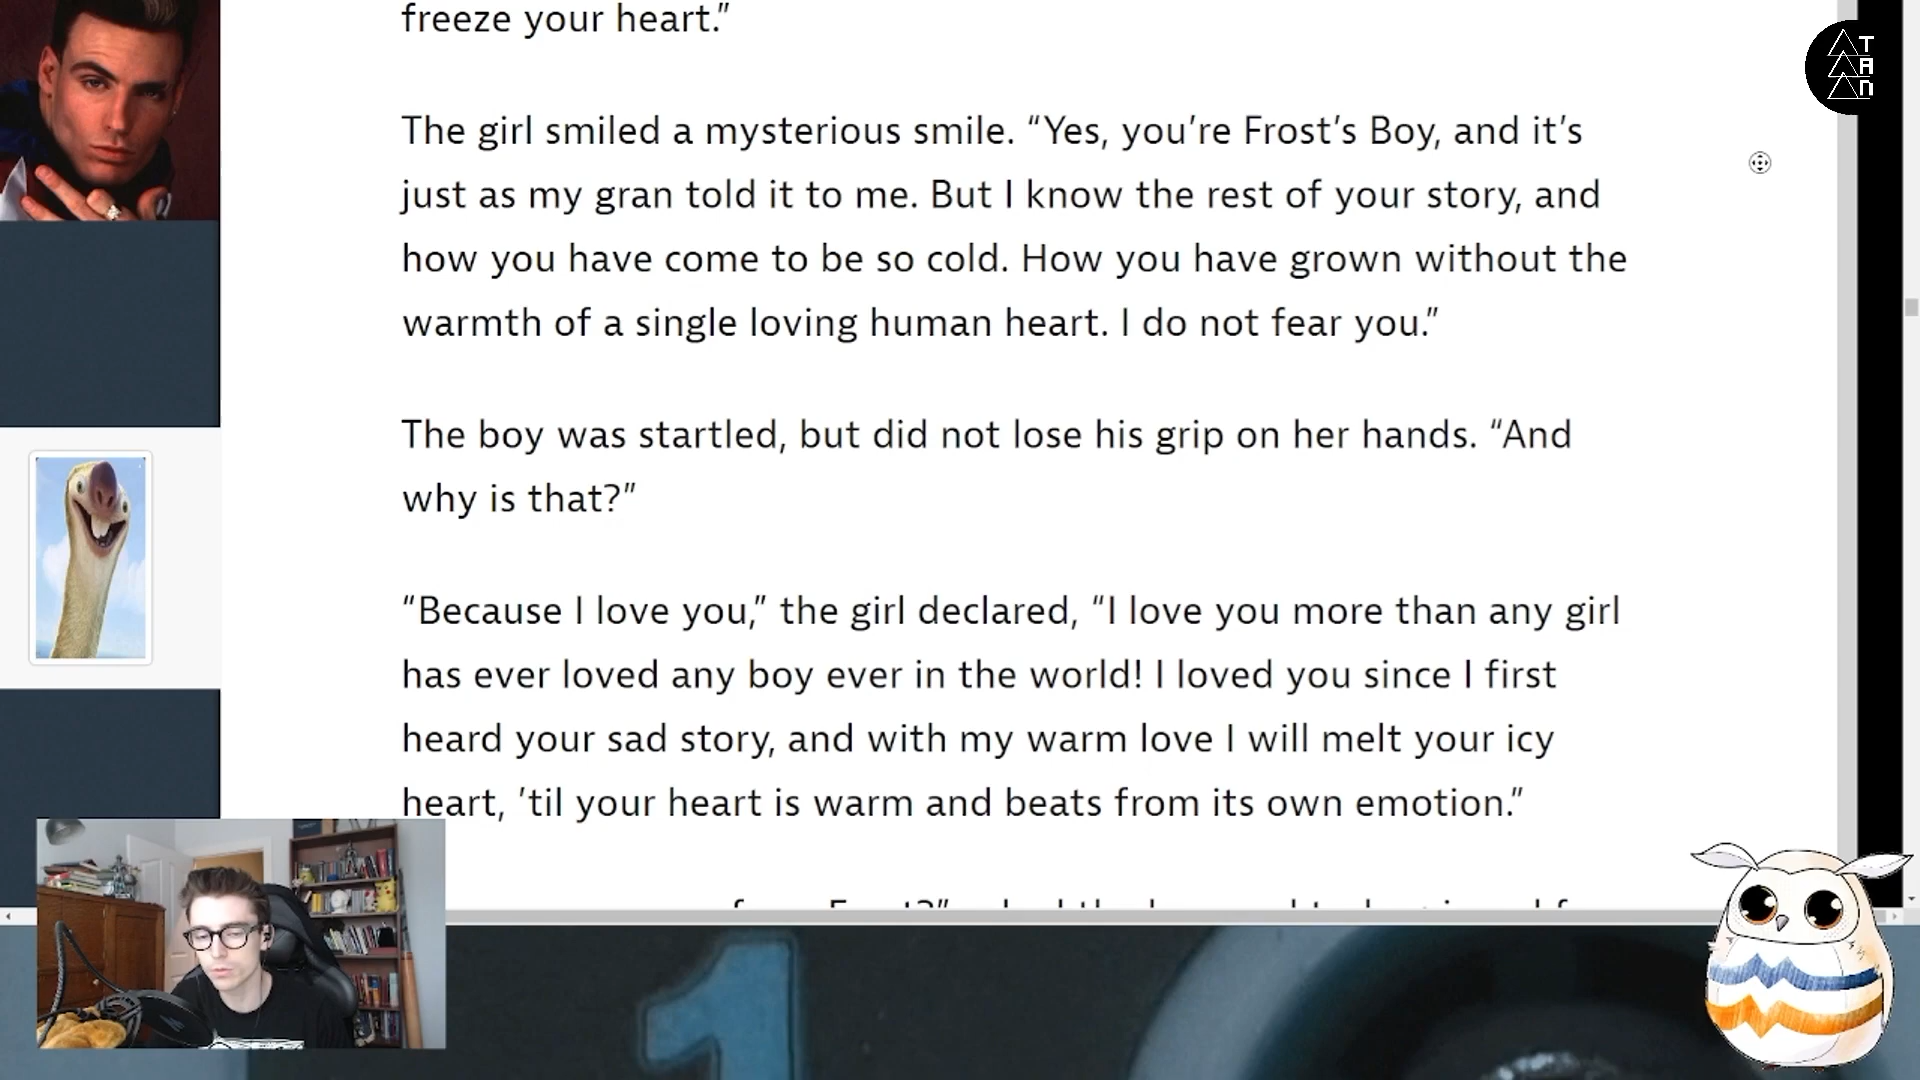 freeze your heart.”
The girl smiled a mysterious smile. “Yes, you’re Frost’s Boy, and it’s
just as my gran told it to me. But I know the rest of your story, and
how you have come to be so cold. How you have grown without the
warmth of a single loving human heart. I do not fear you.”
The boy was startled, but did not lose his grip on her hands. “And
why is that?”
“Because I love you,” the girl declared, “I love you more than any girl
has ever loved any boy ever in the world! I loved you since I first
heard your sad story, and with my warm love I will melt your icy
heart, ’til your heart is warm and beats from its own emotion.”
TAN
1